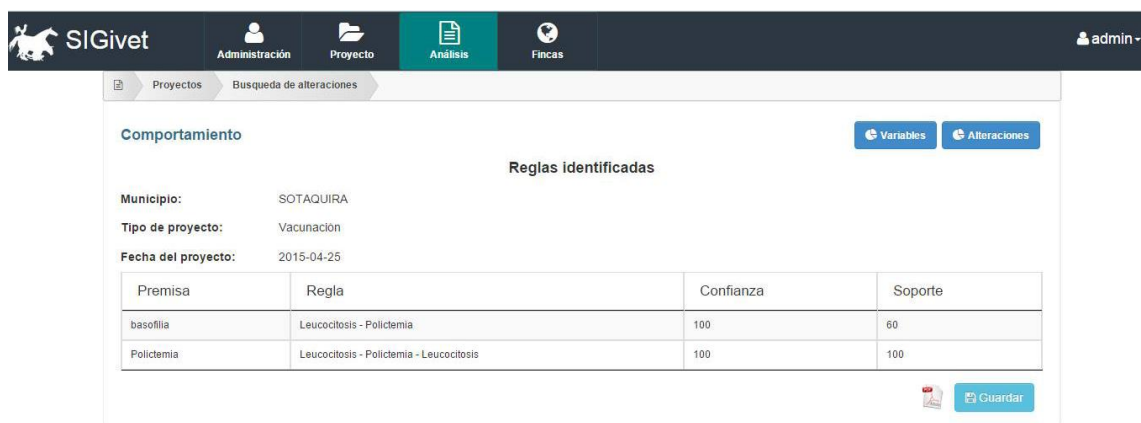 SIGivet
Administración Proyecto Análisis Fincas
admin
Proyectos Busqueda de alteraciones
Comportamiento
Variables Alteraciones
Reglas identificadas
Municipio: SOTAQUIRA
Tipo de proyecto: Vacunación
Fecha del proyecto: 2015-04-25
Premisa Regla Confianza Soporte
basofilia Leucocitosis - Polictemia 100 60
Polictemia Leucocitosis - Polictemia - Leucocitosis 100 100
Guardar